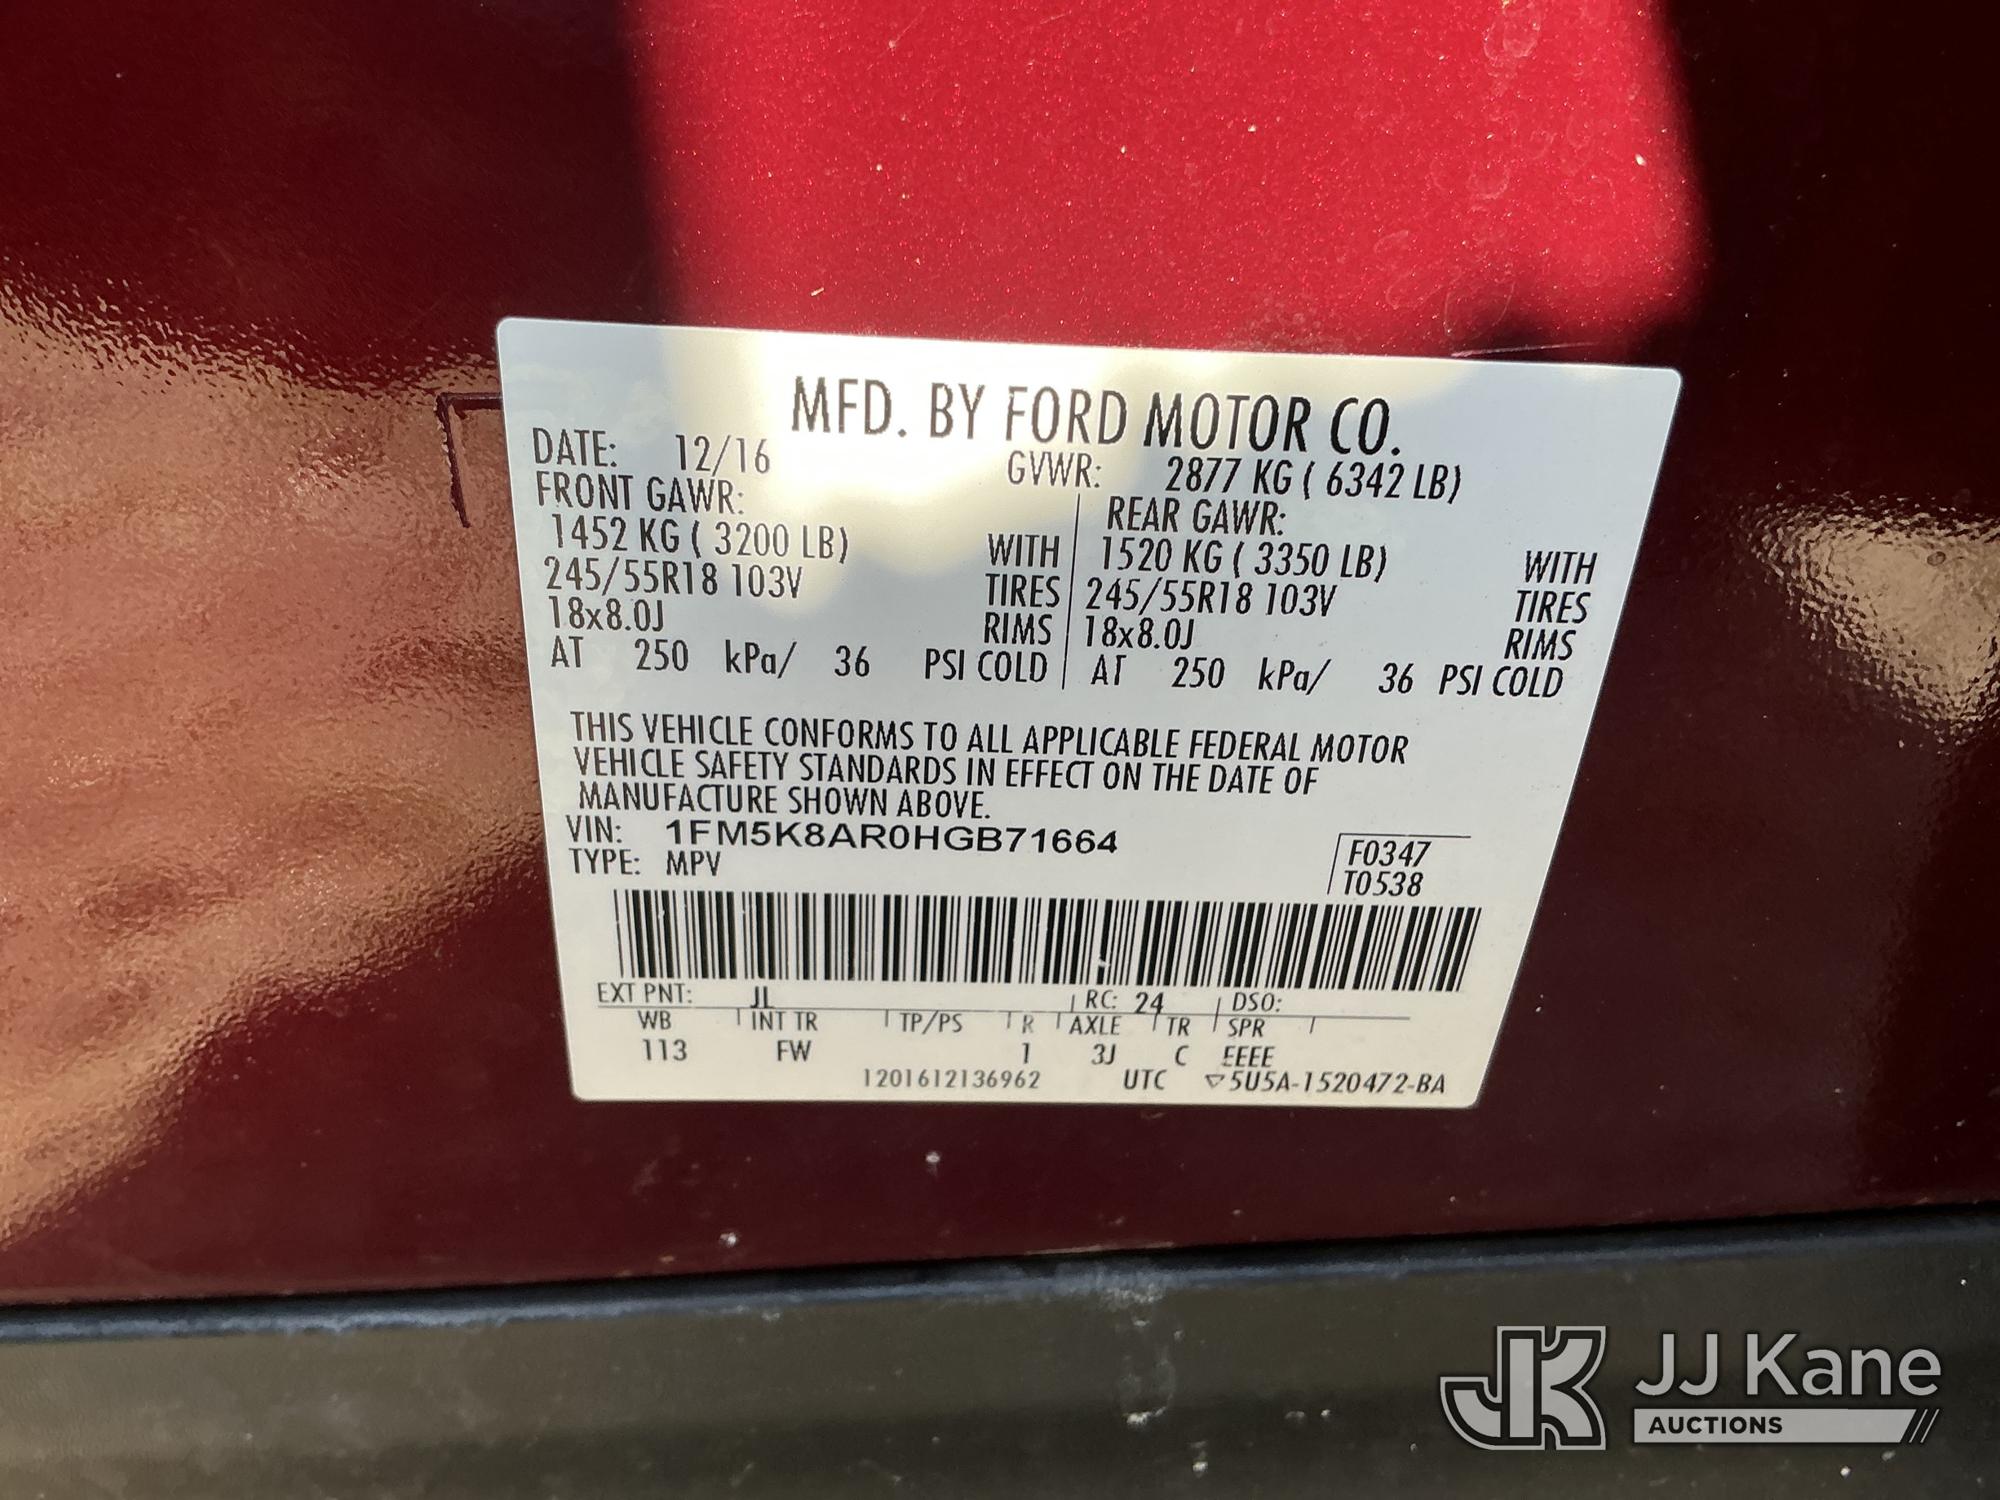 MFD. BY FORD MOTOR CO.
DATE: 12/16 GVWR: 2877 KG ( 6342 LB)
FRONT GAWR: REAR GAWR:
1452 KG ( 3200 LB) WITH 1520 KG ( 3350 LB) WITH
245/55R18 103V TIRES 245/55R18 103V TIRES
18x8.0J RIMS 18x8.0J RIMS
AT 250 kPa/ 36 PSI COLD AT 250 kPa/ 36 PSI COLD
THIS VEHICLE CONFORMS TO ALL APPLICABLE FEDERAL MOTOR
VEHICLE SAFETY STANDARDS IN EFFECT ON THE DATE OF
MANUFACTURE SHOWN ABOVE.
VIN: 1FM5K8AR0HGB71664
TYPE: MPV
F0347
T0538
EXT PNT: JL RC: 24 DSO:
WB INT TR TP/PS R AXLE TR SPR
113 FW 1 3J C EEEE
1201612136962 UTC ▽5U5A-1520472-BA
JK JJ Kane
AUCTIONS